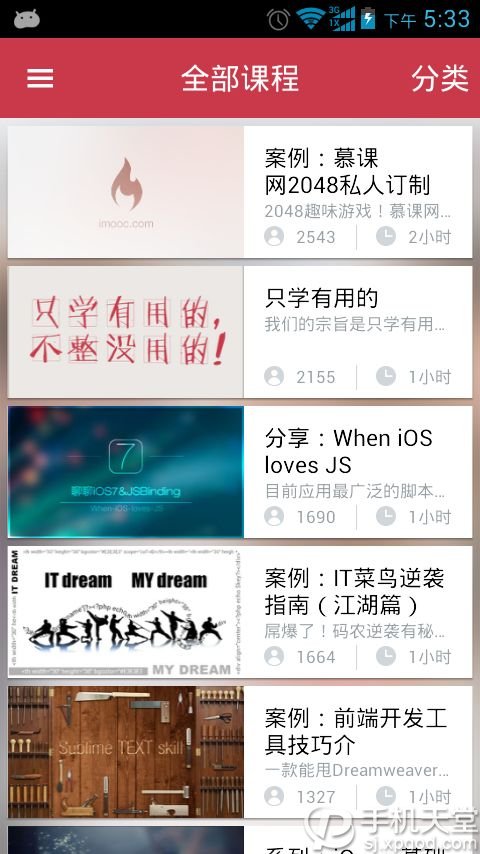 3G
1X
下午 5:33
全部课程
分类
imooc.com
案例：慕课
网2048私人订制
2048趣味游戏！慕课网…
2543
2小时
只学有用的，
不整没用的！
只学有用的
我们的宗旨是只学有用…
2155
1小时
7
聊聊iOS7&JSBinding
When-iOS-loves-JS
分享：When iOS
loves JS
目前应用最广泛的脚本…
1690
1小时
IT DREAM
IT dream MY dream
MY DREAM
案例：IT菜鸟逆袭
指南（江湖篇）
屌爆了！码农逆袭有秘…
1664
1小时
Sublime TEXT skill
案例：前端开发工
具技巧介
一款能甩Dreamweaver…
1327
1小时
手机天堂
sj.xpgod.com